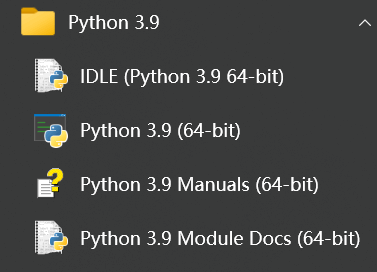 Python 3.9
IDLE (Python 3.9 64-bit)
Python 3.9 (64-bit)
Python 3.9 Manuals (64-bit)
Python 3.9 Module Docs (64-bit)